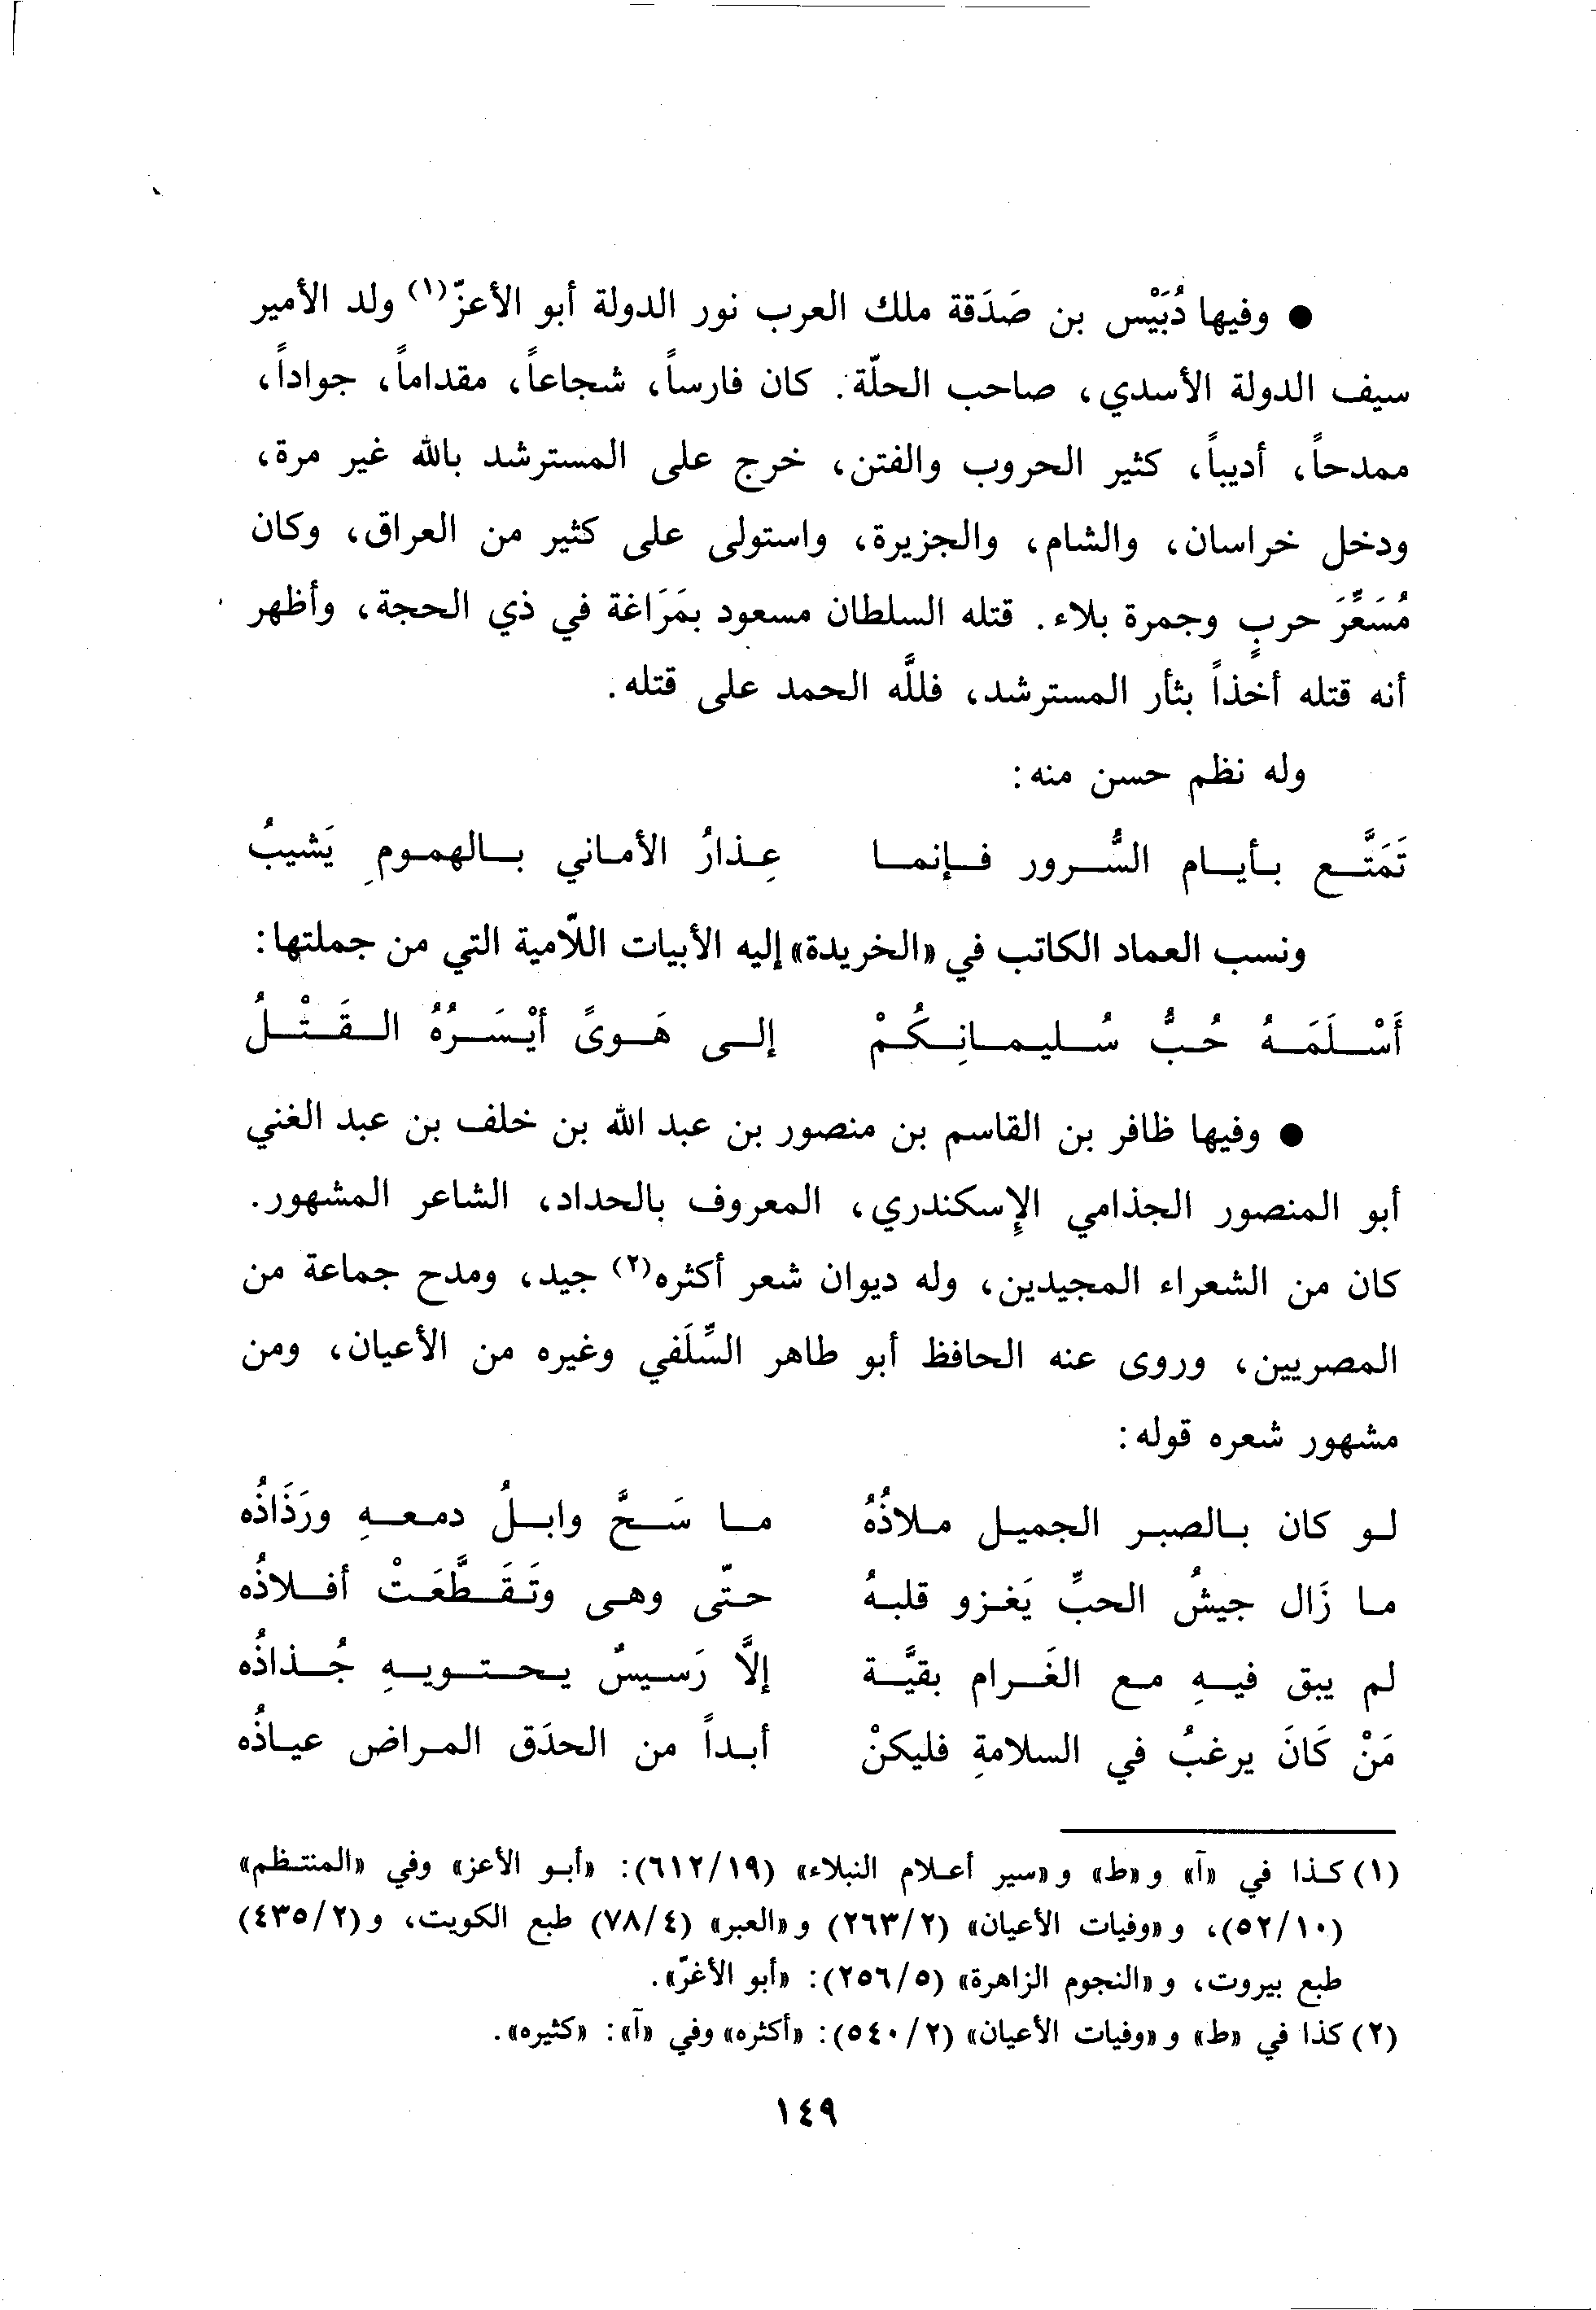 ● وفيها دُبَيْس بن صَدَقة ملك العرب نور الدولة أبو الأعزّ(١) ولد الأمير
سيف الدولة الأسدي، صاحب الحلّة. كان فارساً، شجاعاً، مقداماً، جواداً،
ممدحاً، أديباً، كثير الحروب والفتن، خرج على المسترشد بالله غير مرة،
ودخل خراسان، والشام، والجزيرة، واستولى على كثير من العراق، وكان
مُسَعِّرَ حربٍ وجمرة بلاء. قتله السلطان مسعود بمَرَاغة في ذي الحجة، وأظهر
أنه قتله أخذاً بثأر المسترشد، فللَّه الحمد على قتله.
وله نظم حسن منه:
تَمَتَّع بأيام السُّرور فإنما عِذارُ الأماني بالهمومِ يَشيبُ
ونسب العماد الكاتب في «الخريدة» إليه الأبيات اللّامية التي من جملتها:
أَسْلَمَهُ حُبُّ سُليمانِكُمْ إلى هَوىً أيْسَرُهُ القَتْلُ
● وفيها ظافر بن القاسم بن منصور بن عبد الله بن خلف بن عبد الغني
أبو المنصور الجذامي الإسكندري، المعروف بالحداد، الشاعر المشهور.
كان من الشعراء المجيدين، وله ديوان شعر أكثره(٢) جيد، ومدح جماعة من
المصريين، وروى عنه الحافظ أبو طاهر السِّلَفي وغيره من الأعيان، ومن
مشهور شعره قوله:
لو كان بالصبر الجميل ملاذُهُ ما سَحَّ وابلُ دمعهِ ورَذَاذُه
ما زَال جيشُ الحبِّ يَغزو قلبهُ حتّى وهى وتَقَطَّعَتْ أفلاذُه
لم يبق فيهِ مع الغَرام بقيَّة إلاَّ رَسيسٌ يحتويهِ جُذاذُه
مَنْ كَانَ يرغبُ في السلامةِ فليكنْ أبداً من الحدَق المراض عياذُه
(١) كذا في «آ» و «ط» و «سير أعلام النبلاء» (٦١٢/١٩): «أبو الأعز» وفي «المنتظم»
(٥٢/١٠)، و «وفيات الأعيان» (٢٦٣/٢) و «العبر» (٧٨/٤) طبع الكويت، و (٤٣٥/٢)
طبع بيروت، و «النجوم الزاهرة» (٢٥٦/٥): «أبو الأغرّ».
(٢) كذا في «ط» و «وفيات الأعيان» (٥٤٠/٢): «أكثره» وفي «آ»: «كثيره».
١٤٩